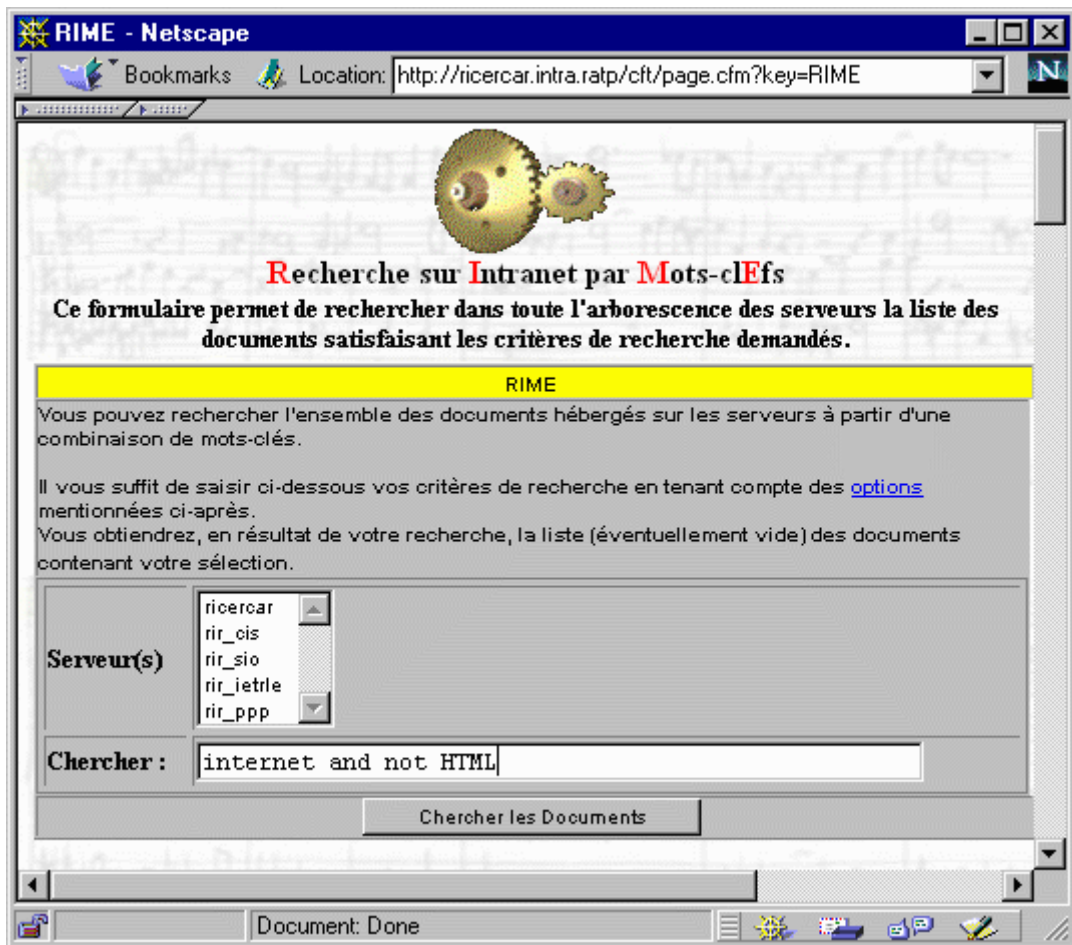 RIME - Netscape
Bookmarks Location: http://ricercar.intra.ratp/cft/page.cfm?key=RIME N
Recherche sur Intranet par Mots-clEfs
Ce formulaire permet de rechercher dans toute l'arborescence des serveurs la liste des
documents satisfaisant les critères de recherche demandés.
RIME
Vous pouvez rechercher l'ensemble des documents hébergés sur les serveurs à partir d'une
combinaison de mots-clés.
Il vous suffit de saisir ci-dessous vos critères de recherche en tenant compte des options
mentionnées ci-après.
Vous obtiendrez, en résultat de votre recherche, la liste (éventuellement vide) des documents
contenant votre sélection.
Serveur(s)
ricercar
rir_cis
rir_sio
rir_ietrle
rir_ppp
Chercher : internet and not HTML
Chercher les Documents
Document: Done